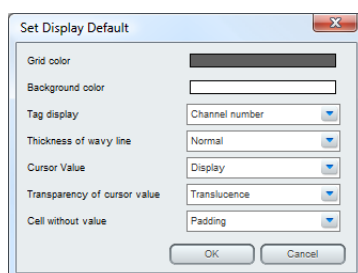 Set Display Default
Grid color
Background color
Tag display Channel number
Thickness of wavy line Normal
Cursor Value Display
Transparency of cursor value Translucence
Cell without value Padding
OK Cancel